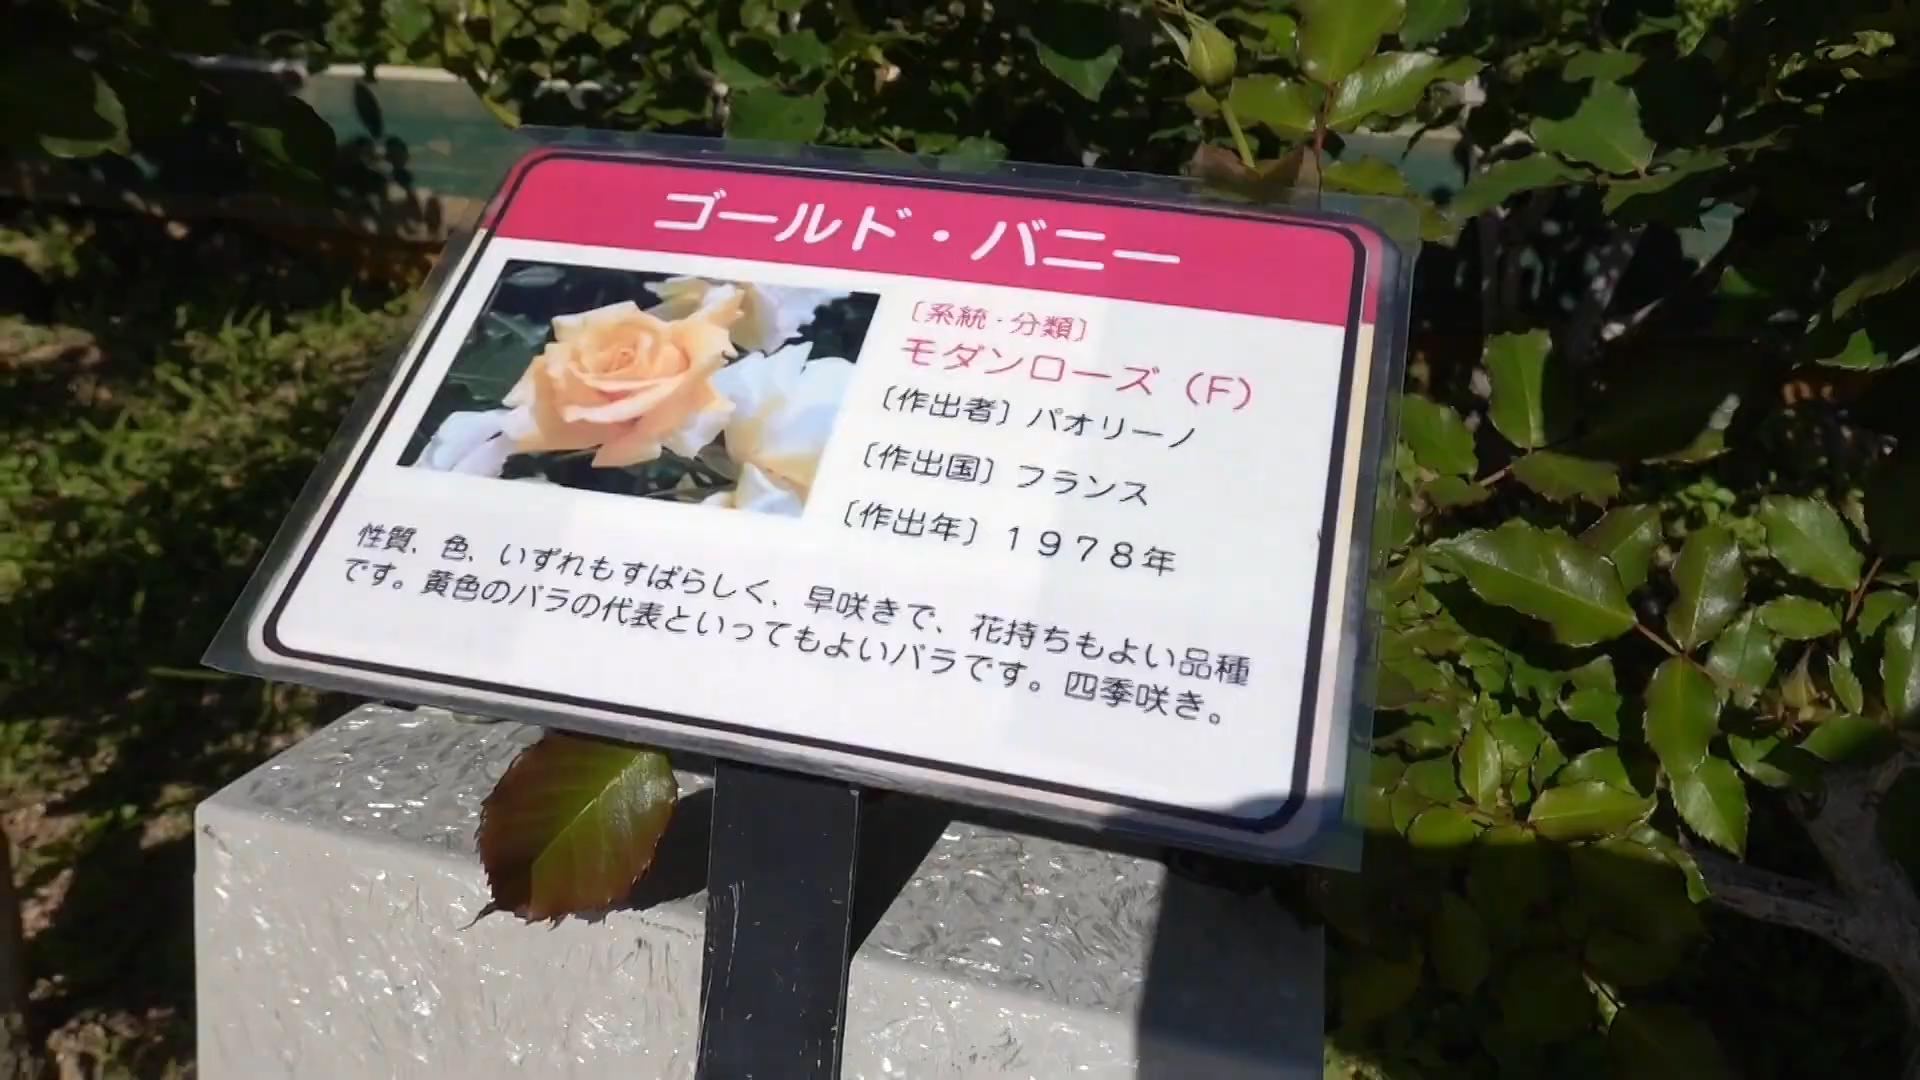 ゴールド・バニー
〔系統・分類〕
モダンローズ（F）
〔作出者〕パオリーノ
〔作出国〕フランス
〔作出年〕１９７８年
性質、色、いずれもすばらしく、早咲きで、花持ちもよい品種
です。黄色のバラの代表といってもよいバラです。四季咲き。